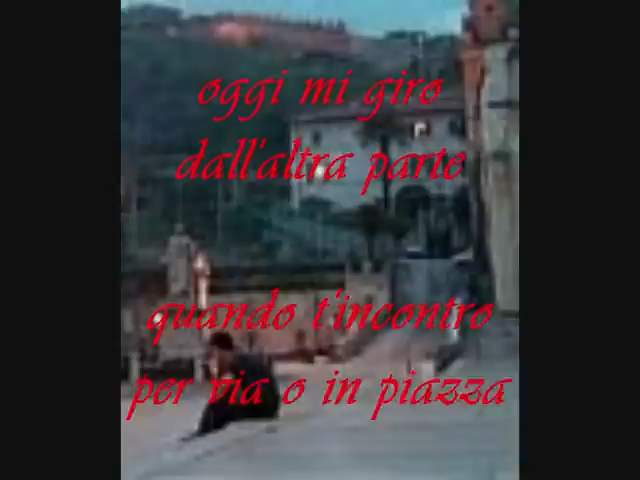 oggi mi giro
dall'altra parte
quando t'incontro
per via o in piazza